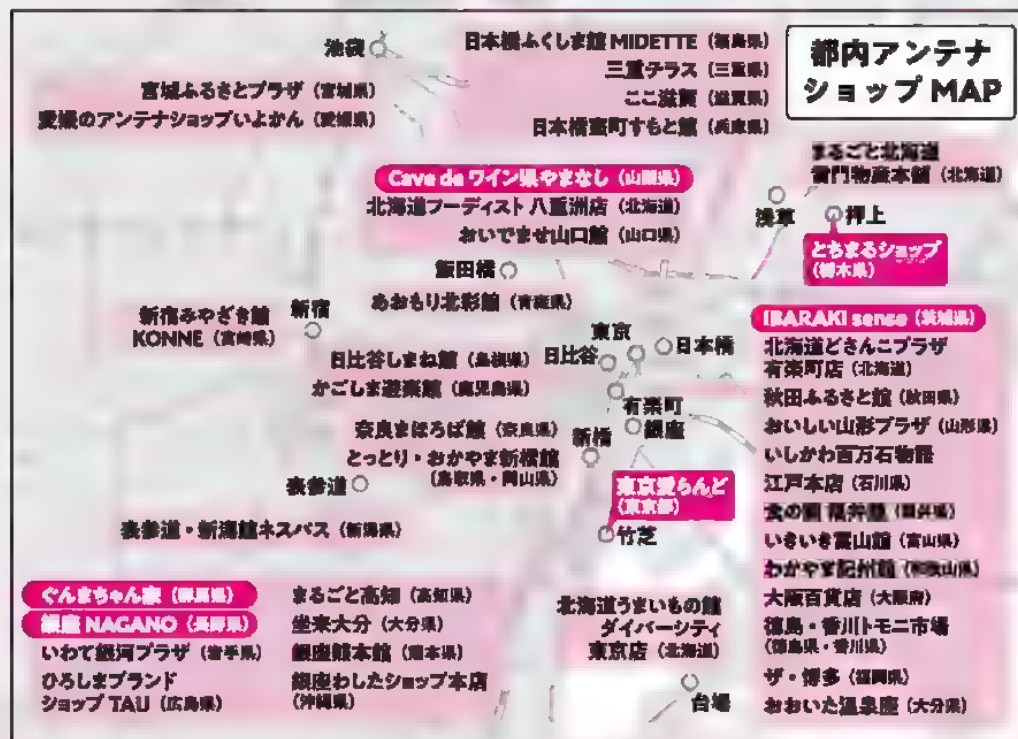 都内アンテナ
ショップ MAP
池袋
宮城ふるさとプラザ（宮城県）
愛媛のアンテナショップいよかん（愛媛県）
日本橋ふくしま館 MIDETTE（福島県）
三重テラス（三重県）
ここ滋賀（滋賀県）
日本橋室町すもと館（兵庫県）
まるごと北海道
雷門物産本舗（北海道）
浅草
押上
とちまるショップ
（栃木県）
Cave de ワイン県やまなし（山梨県）
北海道フーディスト 八重洲店（北海道）
おいでませ山口館（山口県）
飯田橋
あおもり北彩館（青森県）
新宿みやざき館
KONNE（宮崎県）
新宿
東京
日比谷
日本橋
日比谷しまね館（島根県）
かごしま遊楽館（鹿児島県）
有楽町
銀座
新橋
奈良まほろば館（奈良県）
とっとり・おかやま新橋館
（鳥取県・岡山県）
表参道
表参道・新潟館ネスパス（新潟県）
東京愛らんど
（東京都）
竹芝
IBARAKI sense（茨城県）
北海道どさんこプラザ
有楽町店（北海道）
秋田ふるさと館（秋田県）
おいしい山形プラザ（山形県）
いしかわ百万石物語
江戸本店（石川県）
食の國 福井館（福井県）
いきいき富山館（富山県）
わかやま紀州館（和歌山県）
大阪百貨店（大阪府）
徳島・香川トモニ市場
（徳島県・香川県）
ザ・博多（福岡県）
おおいた温泉座（大分県）
ぐんまちゃん家（群馬県）
銀座 NAGANO（長野県）
いわて銀河プラザ（岩手県）
ひろしまブランド
ショップ TAU（広島県）
まるごと高知（高知県）
坐来大分（大分県）
銀座熊本館（熊本県）
銀座わしたショップ本店
（沖縄県）
北海道うまいもの館
ダイバーシティ
東京店（北海道）
台場